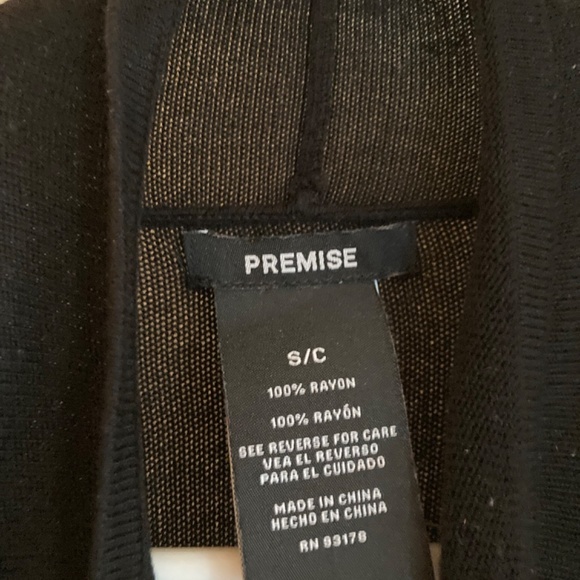 PREMISE
S/C
100% RAYON
100% RAYÓN
SEE REVERSE FOR CARE
VEA EL REVERSO
PARA EL CUIDADO
MADE IN CHINA
HECHO EN CHINA
RN 93178